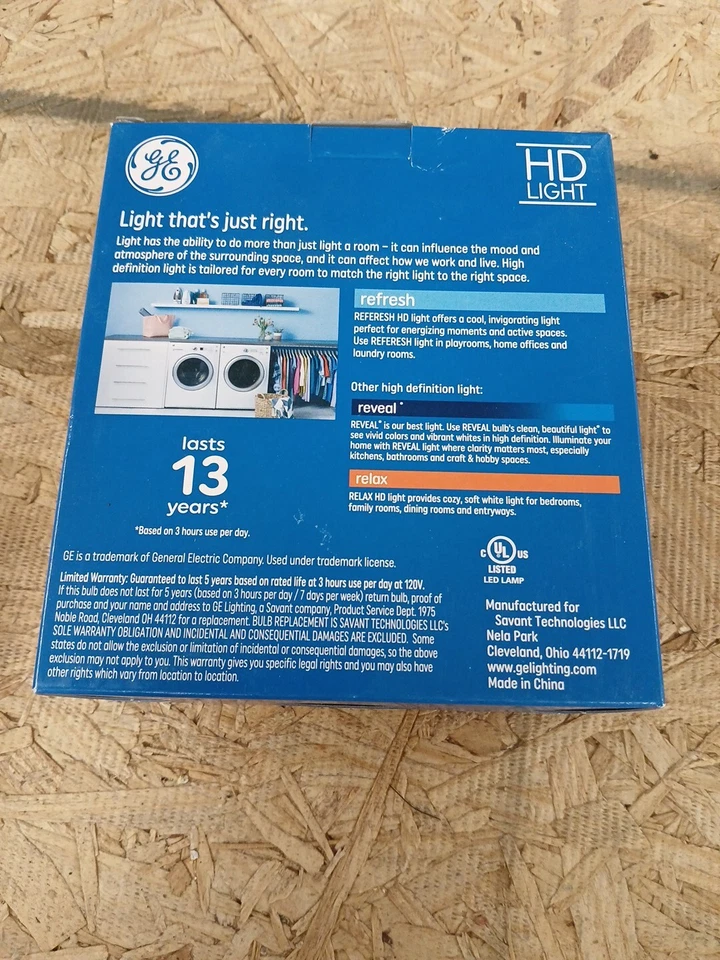 GE
HD
LIGHT
Light that's just right.
Light has the ability to do more than just light a room – it can influence the mood and
atmosphere of the surrounding space, and it can affect how we work and live. High
definition light is tailored for every room to match the right light to the right space.
refresh
REFERESH HD light offers a cool, invigorating light
perfect for energizing moments and active spaces.
Use REFERESH light in playrooms, home offices and
laundry rooms.
Other high definition light:
reveal®
REVEAL® is our best light. Use REVEAL bulb's clean, beautiful light® to
see vivid colors and vibrant whites in high definition. Illuminate your
home with REVEAL light where clarity matters most, especially
kitchens, bathrooms and craft & hobby spaces.
relax
RELAX HD light provides cozy, soft white light for bedrooms,
family rooms, dining rooms and entryways.
lasts
13
years*
*Based on 3 hours use per day.
GE is a trademark of General Electric Company. Used under trademark license.
Limited Warranty: Guaranteed to last 5 years based on rated life at 3 hours use per day at 120V.
If this bulb does not last for 5 years (based on 3 hours per day / 7 days per week) return bulb, proof of
purchase and your name and address to GE Lighting, a Savant company, Product Service Dept. 1975
Noble Road, Cleveland OH 44112 for a replacement. BULB REPLACEMENT IS SAVANT TECHNOLOGIES LLC's
SOLE WARRANTY OBLIGATION AND INCIDENTAL AND CONSEQUENTIAL DAMAGES ARE EXCLUDED. Some
states do not allow the exclusion or limitation of incidental or consequential damages, so the above
exclusion may not apply to you. This warranty gives you specific legal rights and you may also have
other rights which vary from location to location.
C UL US
LISTED
LED LAMP
Manufactured for
Savant Technologies LLC
Nela Park
Cleveland, Ohio 44112-1719
www.gelighting.com
Made in China